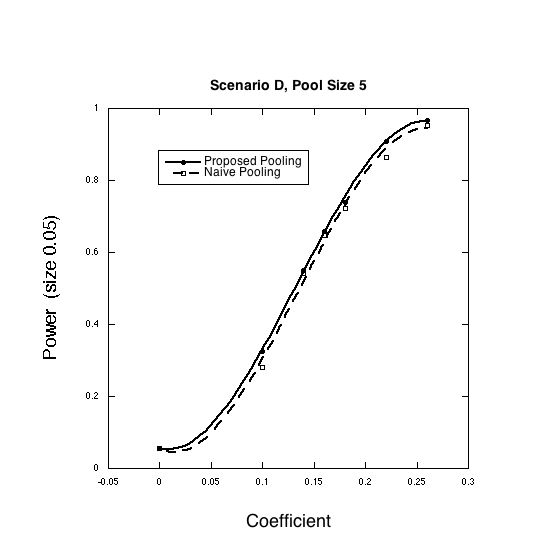 Scenario D, Pool Size 5
1
Proposed Pooling
Naive Pooling
0.8
0.6
0.4
0.2
0
Power (size 0.05)
-0.05 0 0.05 0.1 0.15 0.2 0.25 0.3
Coefficient